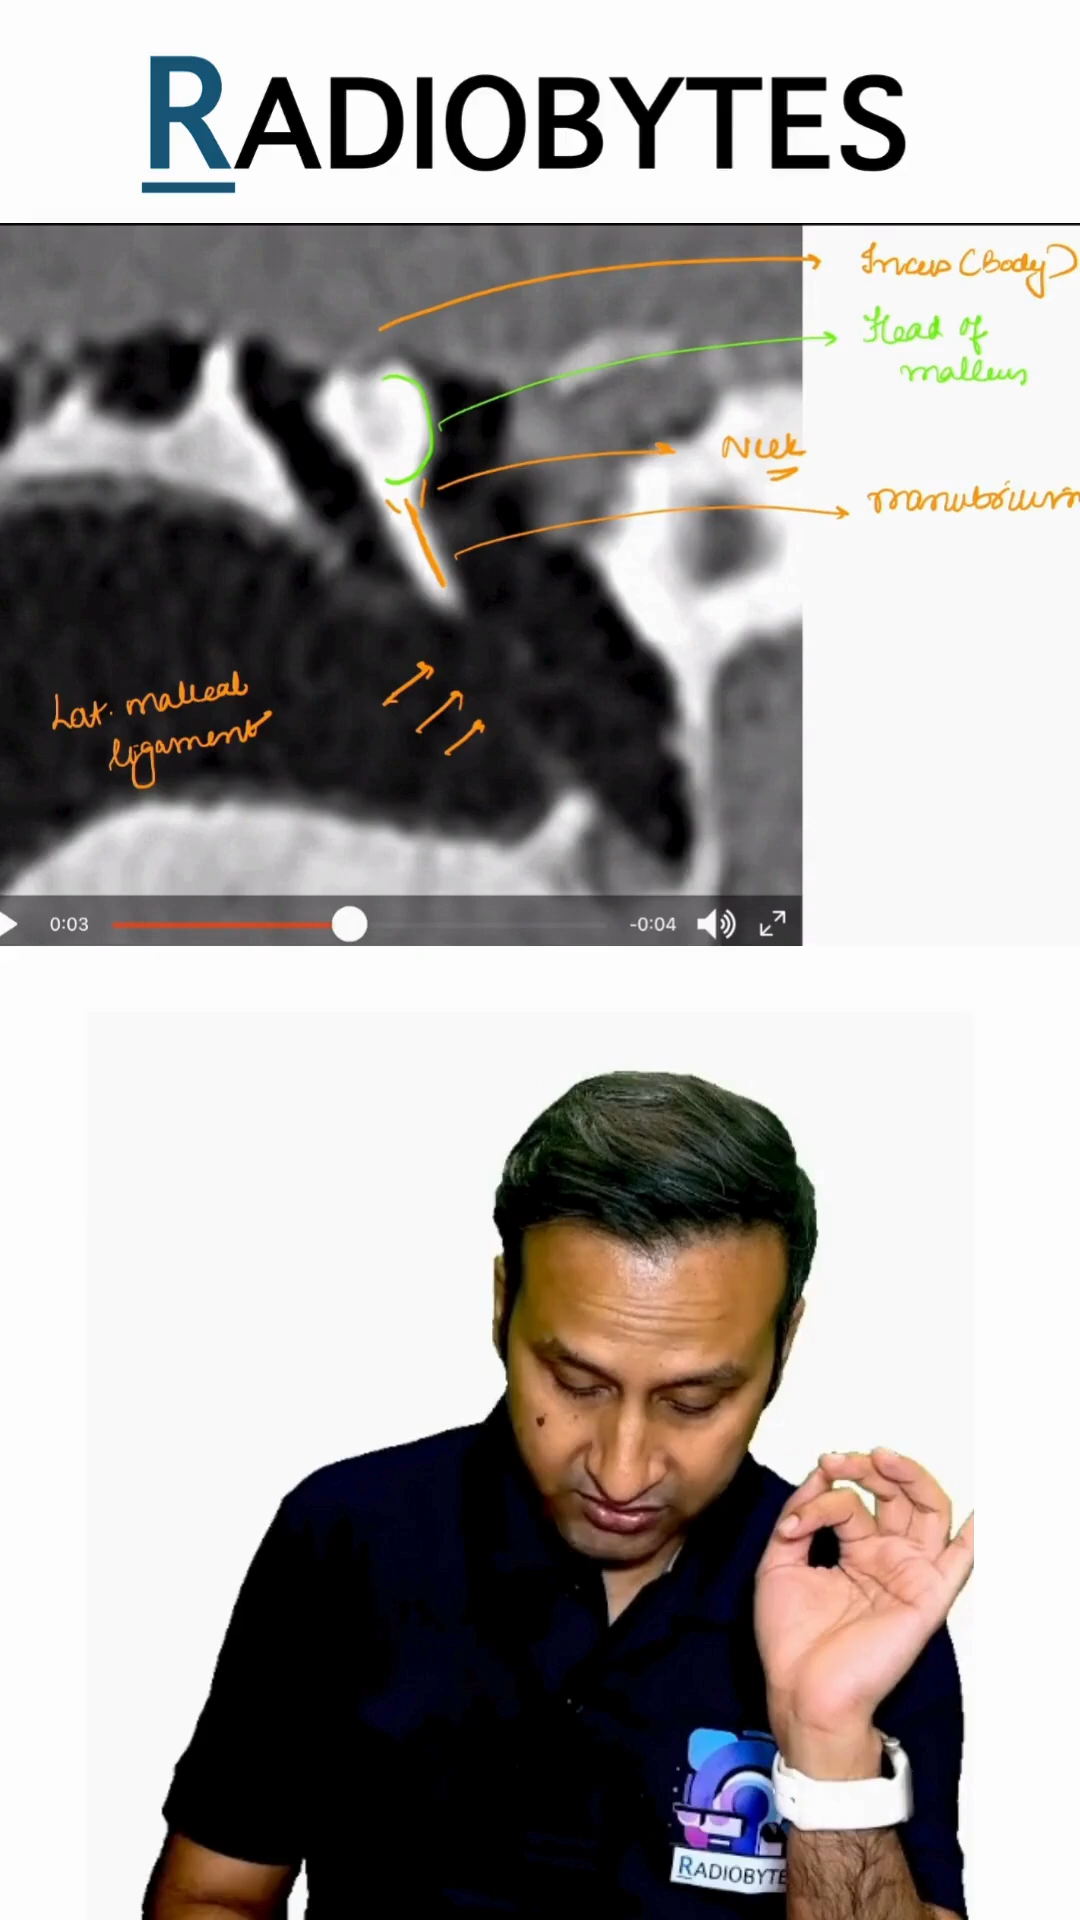 RADIOBYTES
Incus (Body)
Head of
malleus
Neck
manubrium
Lat. malleal
ligament
0:03
-0:04
RADIOBYTE